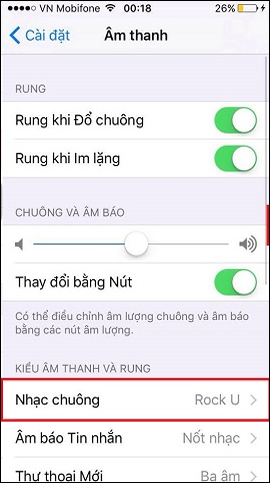 VN Mobifone 00:18 26%
Cài đặt Âm thanh
RUNG
Rung khi Đổ chuông
Rung khi Im lặng
CHUÔNG VÀ ÂM BÁO
Thay đổi bằng Nút
Có thể điều chỉnh âm lượng chuông và âm báo
bằng các nút âm lượng.
KIỂU ÂM THANH VÀ RUNG
Nhạc chuông Rock U
Âm báo Tin nhắn Nốt nhạc
Thư thoại Mới Ba âm